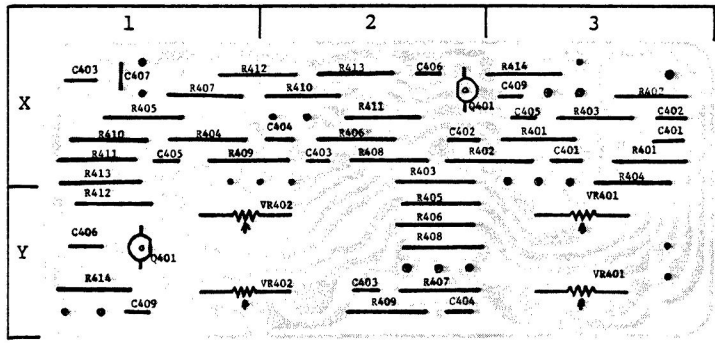 1 2 3
X
Y
C403 C407 R412 R413 C406 R414
R407 R410 Q401 C409 R402
R405 C404 R411 C405 R403 C402
R410 R404 R406 C402 R401 C401
R411 C405 R409 C403 R408 R402 C401 R401
R413 R403 R404
R412 VR402 R405 VR401
R406
C406 Q401 R408
R414 VR402 C403 R407 VR401
C409 R409 C404